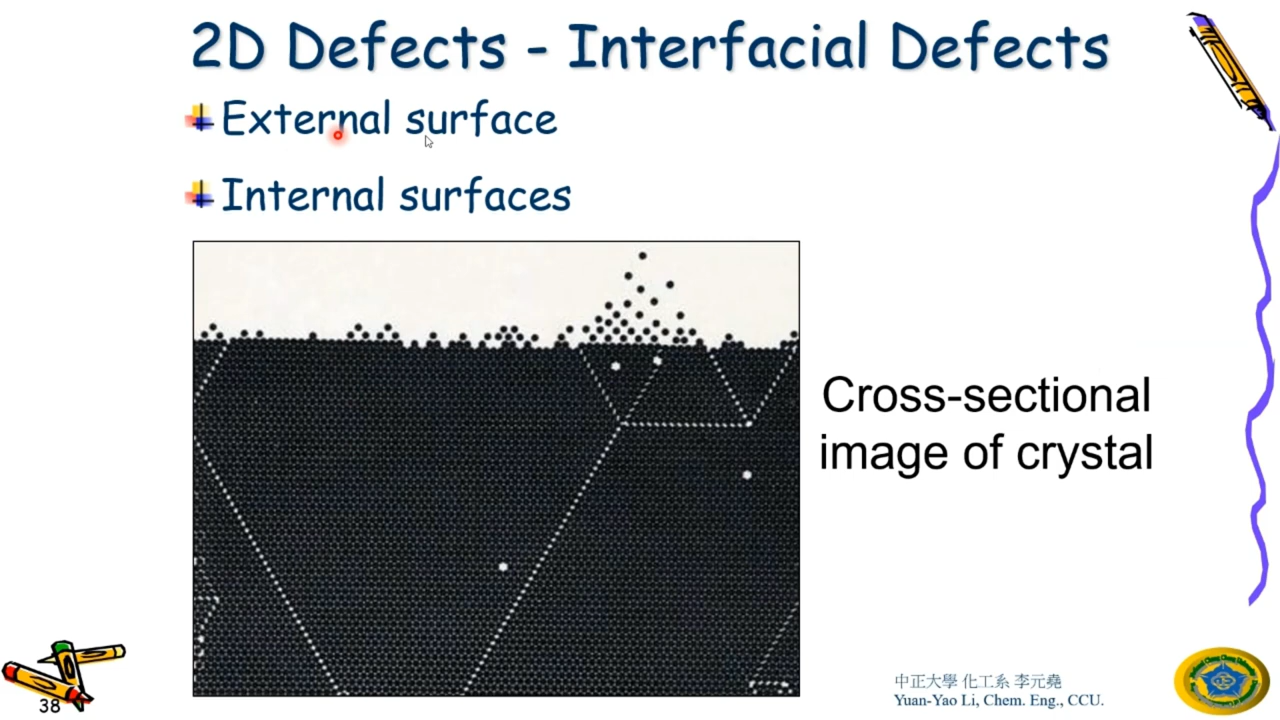 2D Defects - Interfacial Defects
External surface
Internal surfaces
Cross-sectional
image of crystal
中正大學 化工系 李元堯
Yuan-Yao Li, Chem. Eng., CCU.
38